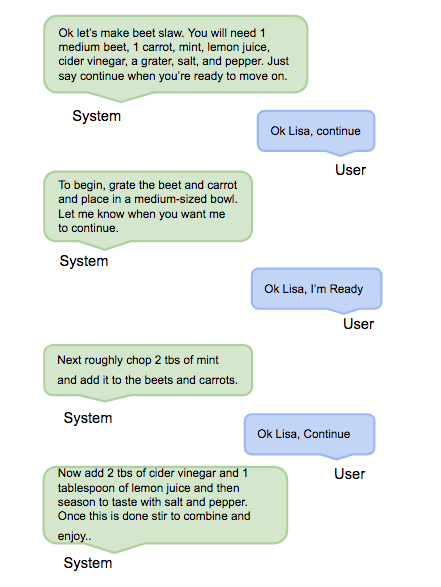 Ok let's make beet slaw. You will need 1
medium beet, 1 carrot, mint, lemon juice,
cider vinegar, a grater, salt, and pepper. Just
say continue when you're ready to move on.
System
Ok Lisa, continue
User
To begin, grate the beet and carrot
and place in a medium-sized bowl.
Let me know when you want me
to continue.
System
Ok Lisa, I'm Ready
User
Next roughly chop 2 tbs of mint
and add it to the beets and carrots.
System
Ok Lisa, Continue
User
Now add 2 tbs of cider vinegar and 1
tablespoon of lemon juice and then
season to taste with salt and pepper.
Once this is done stir to combine and
enjoy..
System